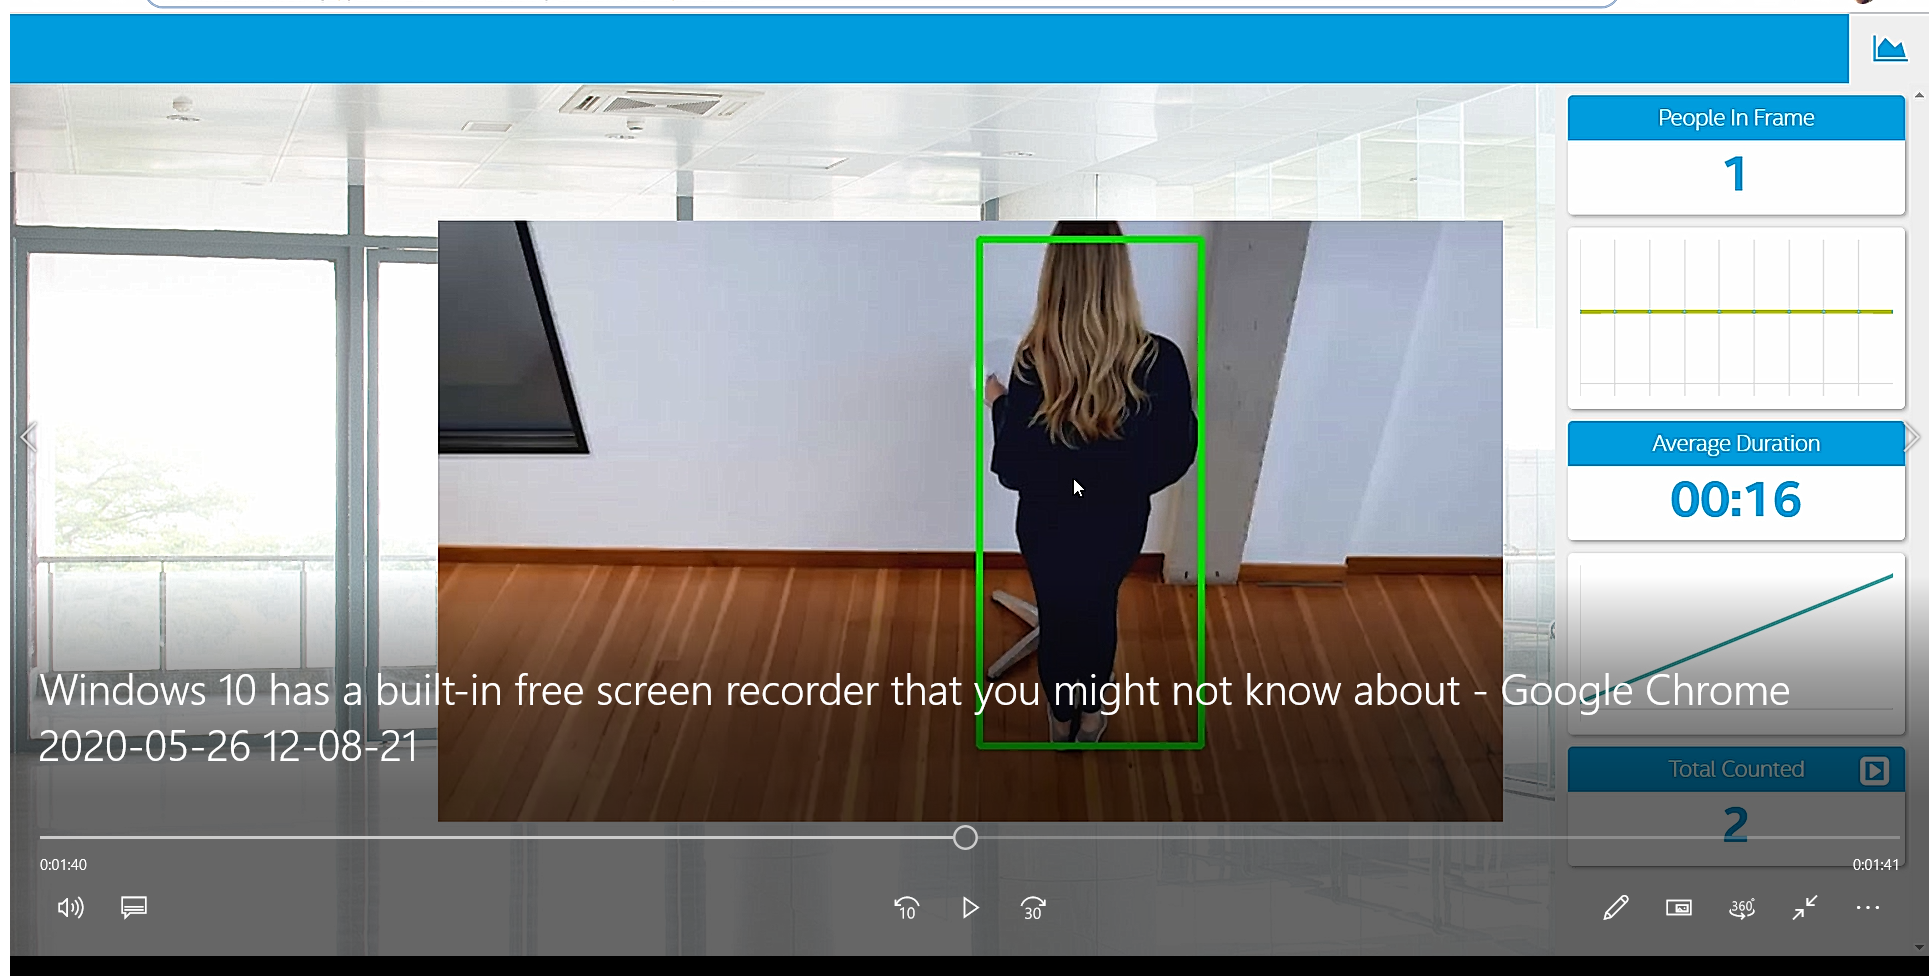 People In Frame
1
Average Duration
00:16
Windows 10 has a built-in free screen recorder that you might not know about - Google Chrome
2020-05-26 12-08-21
Total Counted
2
0:01:40
0:01:41
10
30
360°